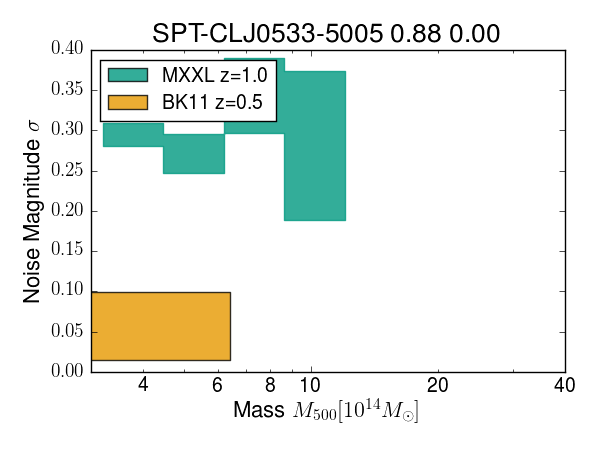 SPT-CLJ0533-5005 0.88 0.00
0.40
0.35
0.30
0.25
0.20
0.15
0.10
0.05
0.00
Noise Magnitude σ
MXXL z=1.0
BK11 z=0.5
4 6 8 10 20 40
Mass M₅₀₀[10¹⁴M⊙]